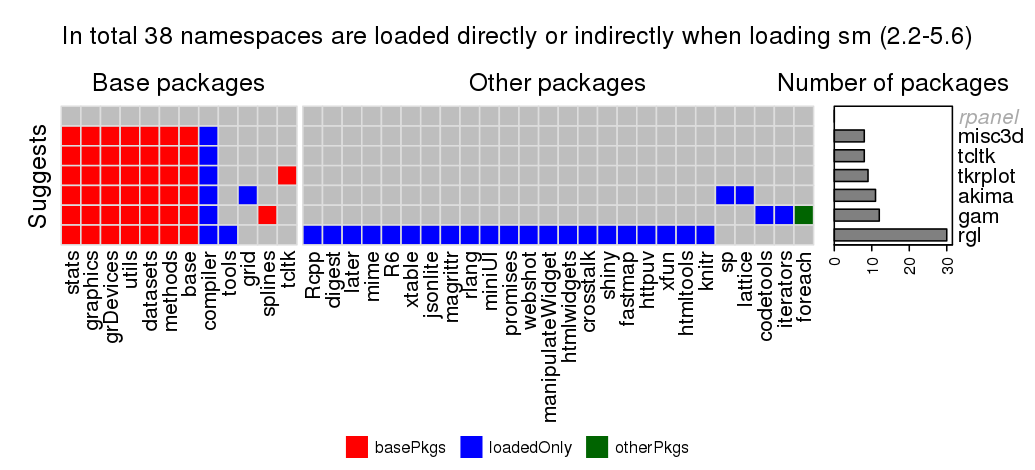 In total 38 namespaces are loaded directly or indirectly when loading sm (2.2-5.6)
Base packages
Other packages
Number of packages
Suggests
rpanel
misc3d
tcltk
tkrplot
akima
gam
rgl
stats
graphics
grDevices
utils
datasets
methods
base
compiler
tools
grid
splines
tcltk
Rcpp
digest
later
mime
R6
xtable
jsonlite
magrittr
rlang
miniUI
promises
webshot
manipulateWidget
htmlwidgets
crosstalk
shiny
fastmap
httpuv
xfun
htmltools
knitr
sp
lattice
codetools
iterators
foreach
0
10
20
30
basePkgs
loadedOnly
otherPkgs